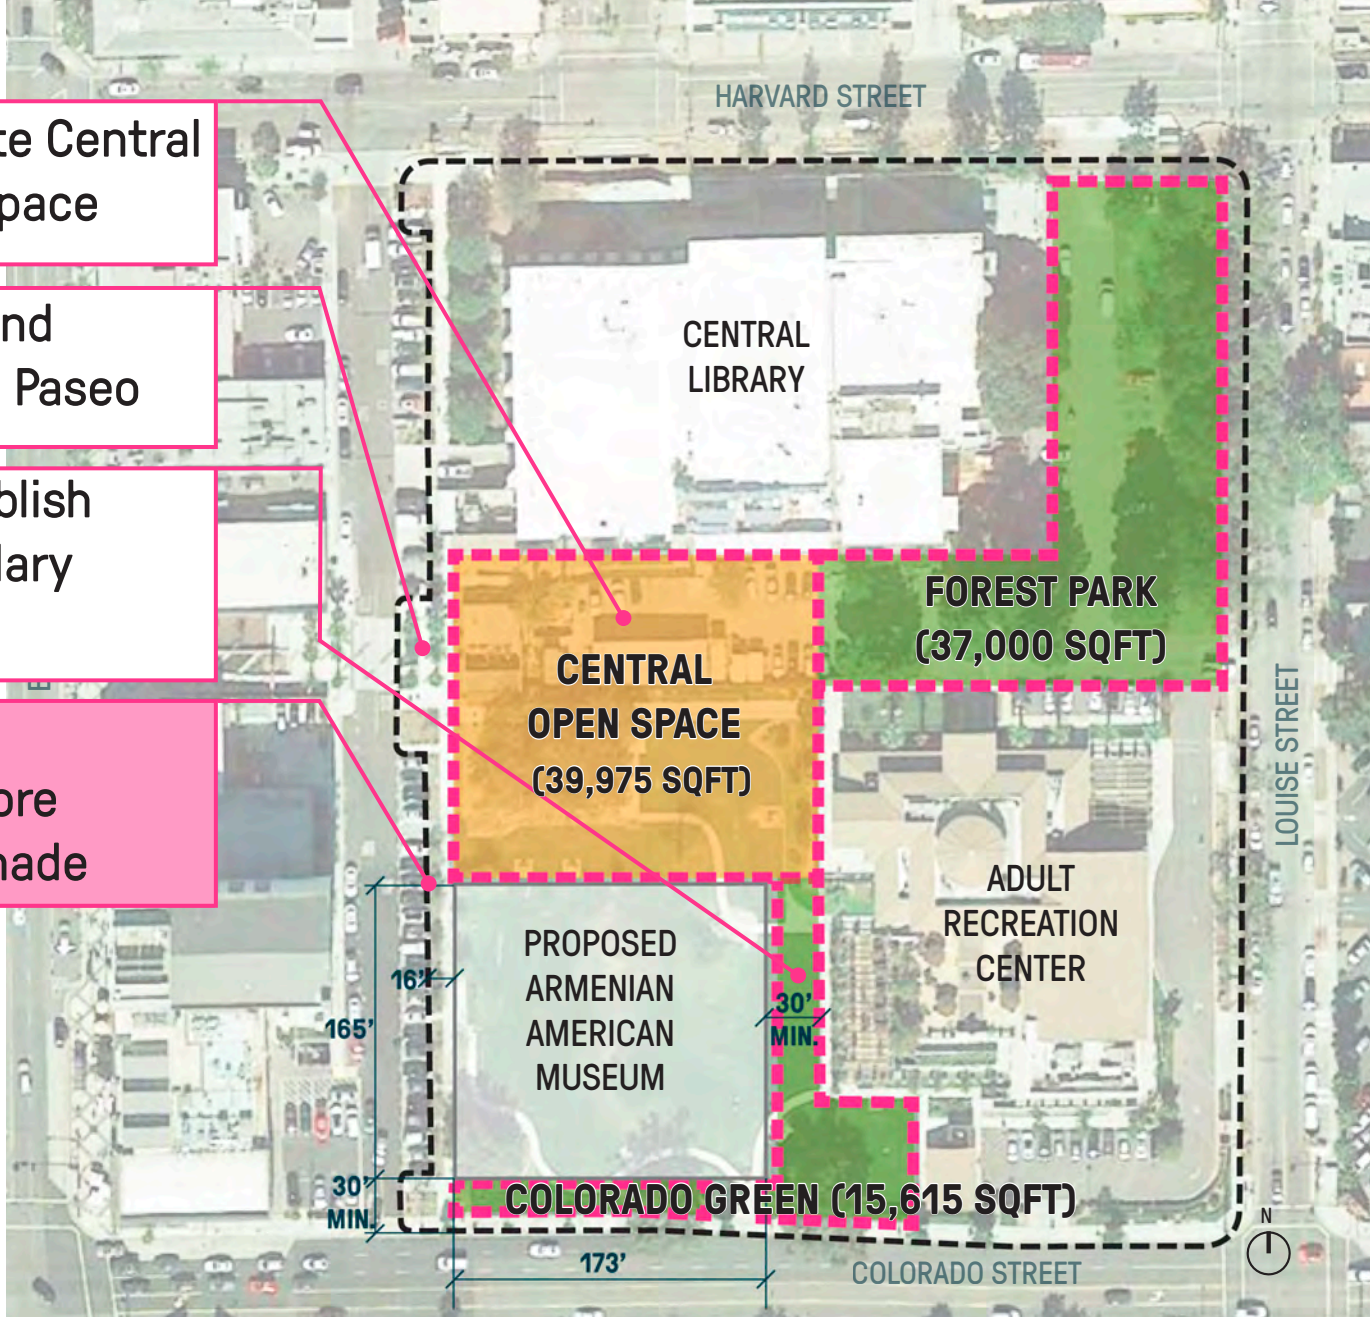 HARVARD STREET
te Central
pace
nd
Paseo
blish
lary
ore
nade
CENTRAL
LIBRARY
FOREST PARK
(37,000 SQFT)
CENTRAL
OPEN SPACE
(39,975 SQFT)
LOUISE STREET
ADULT
RECREATION
CENTER
PROPOSED
ARMENIAN
AMERICAN
MUSEUM
16'
165'
30'
MIN.
30'
MIN.
COLORADO GREEN (15,615 SQFT)
173'
COLORADO STREET
N